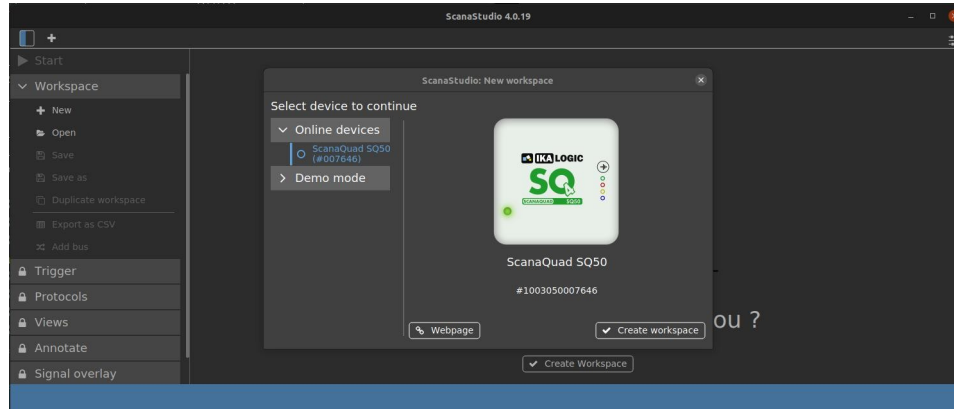 ScanaStudio 4.0.19
Start
Workspace
New
Open
Save
Save as
Duplicate workspace
Export as CSV
Add bus
Trigger
Protocols
Views
Annotate
Signal overlay
ScanaStudio: New workspace
Select device to continue
Online devices
ScanaQuad SQ50
(#007646)
Demo mode
IKALOGIC
SQ
SCANAQUAD SQ50
ScanaQuad SQ50
#1003050007646
Webpage
Create workspace
ou ?
Create Workspace